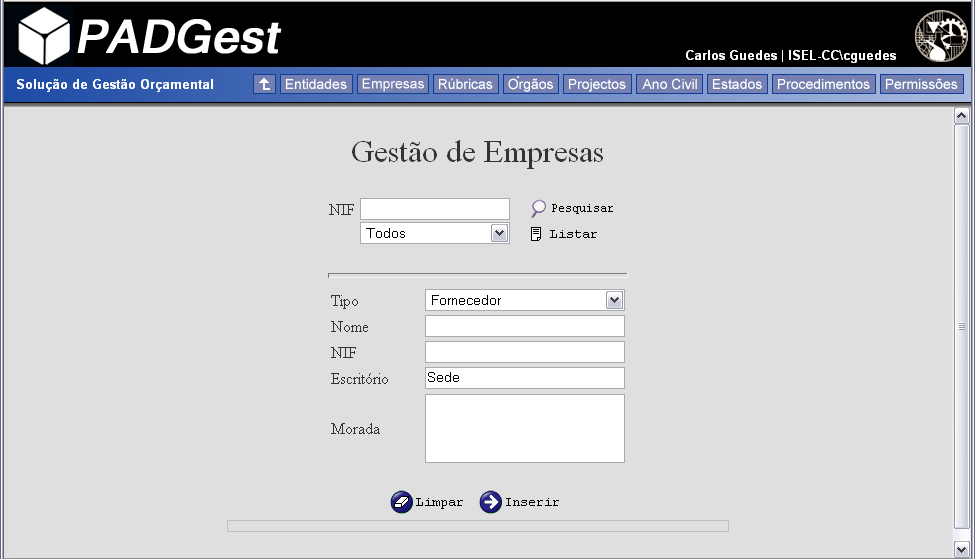 PADGest
Carlos Guedes | ISEL-CC\cguedes
Solução de Gestão Orçamental
Entidades Empresas Rúbricas Órgãos Projectos Ano Civil Estados Procedimentos Permissões
Gestão de Empresas
NIF Pesquisar
Todos Listar
Tipo Fornecedor
Nome
NIF
Escritório Sede
Morada
Limpar Inserir